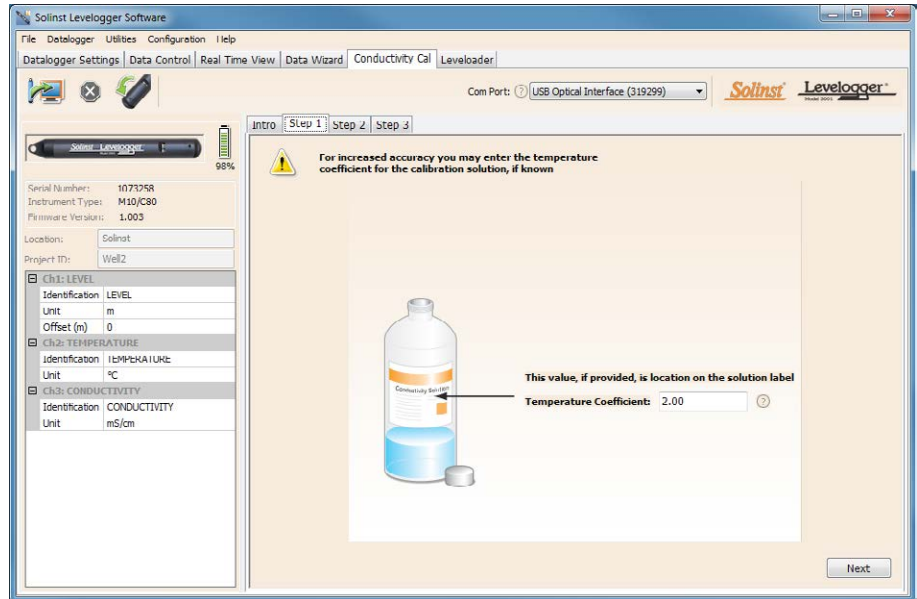 Solinst Levelogger Software
File Datalogger Utilities Configuration Help
Datalogger Settings Data Control Real Time View Data Wizard Conductivity Cal Leveloader
Com Port: ? USB Optical Interface (319299) Solinst Levelogger
Intro Step 1 Step 2 Step 3
Solinst Levelogger
98%
For increased accuracy you may enter the temperature
coefficient for the calibration solution, if known
Serial Number: 1073258
Instrument Type: M10/C80
Firmware Version: 1.003
Location: Solinst
Project ID: Well2
Ch1: LEVEL
Identification LEVEL
Unit m
Offset (m) 0
Ch2: TEMPERATURE
Identification TEMPERATURE
Unit °C
Ch3: CONDUCTIVITY
Identification CONDUCTIVITY
Unit mS/cm
Conductivity Solution
This value, if provided, is location on the solution label
Temperature Coefficient: 2.00 ?
Next